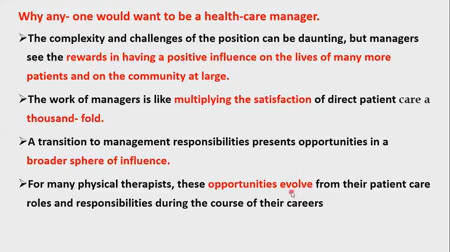 Why any- one would want to be a health-care manager.
➢The complexity and challenges of the position can be daunting, but managers
see the rewards in having a positive influence on the lives of many more
patients and on the community at large.
➢The work of managers is like multiplying the satisfaction of direct patient care a
thousand- fold.
➢A transition to management responsibilities presents opportunities in a
broader sphere of influence.
➢For many physical therapists, these opportunities evolve from their patient care
roles and responsibilities during the course of their careers